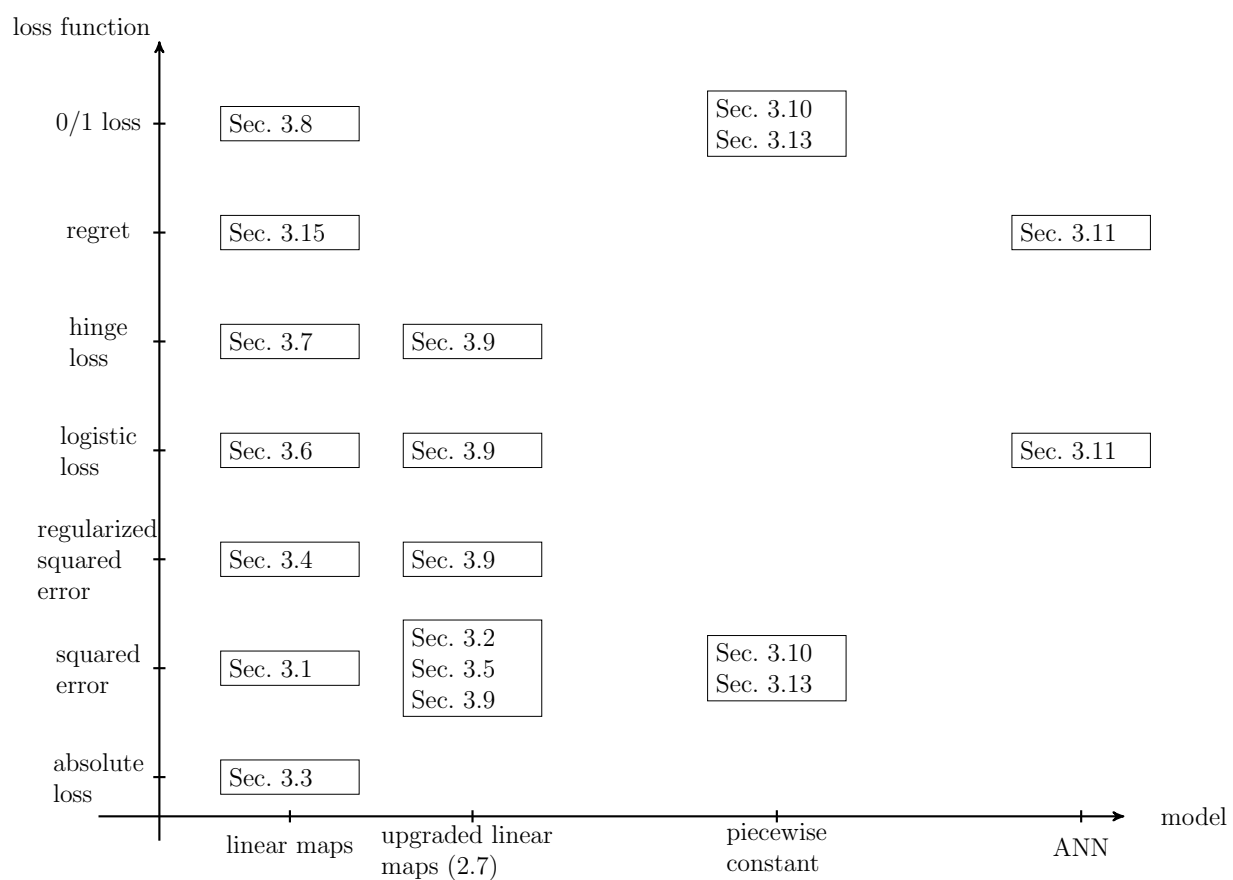 loss function
0/1 loss
Sec. 3.8
Sec. 3.10
Sec. 3.13
regret
Sec. 3.15
Sec. 3.11
hinge
loss
Sec. 3.7
Sec. 3.9
logistic
loss
Sec. 3.6
Sec. 3.9
Sec. 3.11
regularized
squared
error
Sec. 3.4
Sec. 3.9
squared
error
Sec. 3.1
Sec. 3.2
Sec. 3.5
Sec. 3.9
Sec. 3.10
Sec. 3.13
absolute
loss
Sec. 3.3
model
linear maps
upgraded linear
maps (2.7)
piecewise
constant
ANN